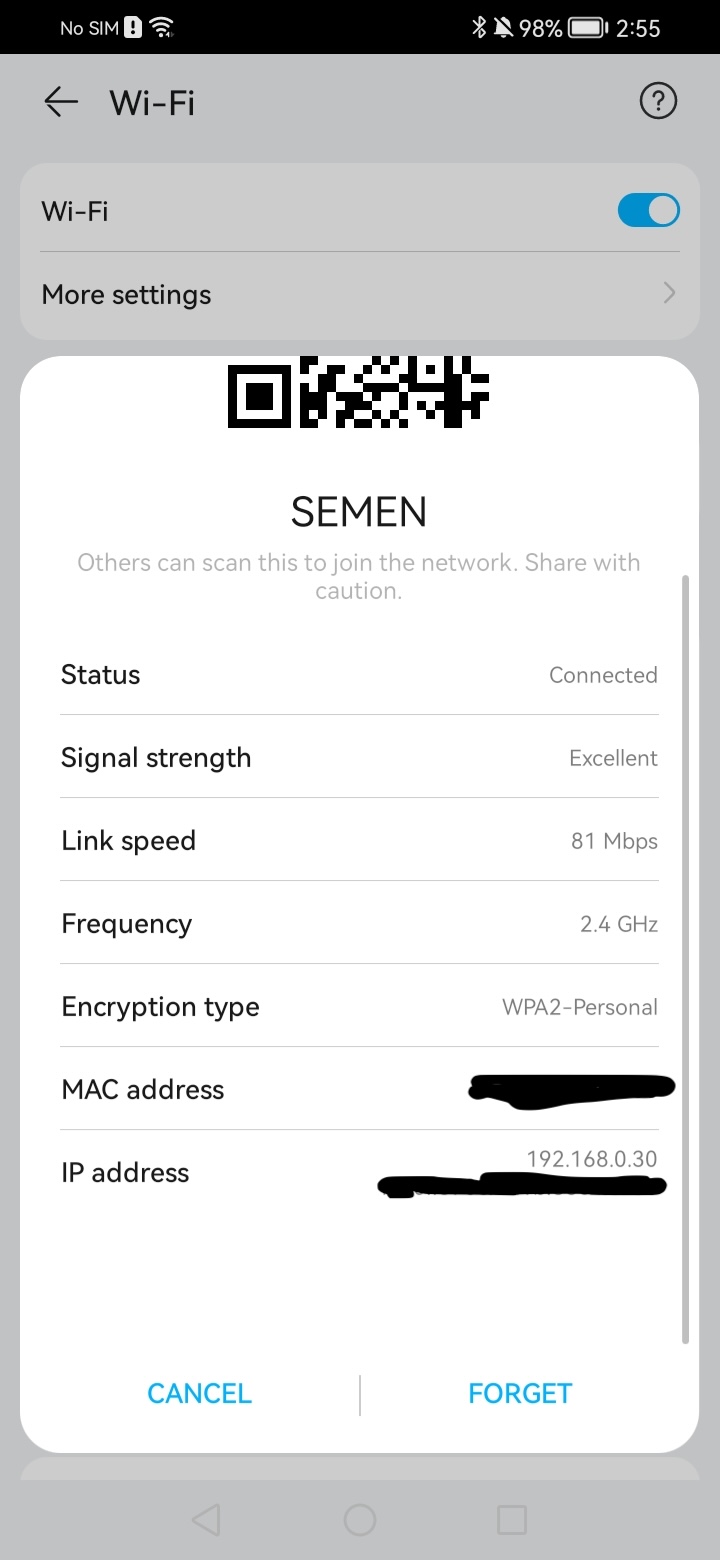 No SIM 98% 2:55
Wi-Fi
Wi-Fi
More settings
SEMEN
Others can scan this to join the network. Share with
caution.
Status Connected
Signal strength Excellent
Link speed 81 Mbps
Frequency 2.4 GHz
Encryption type WPA2-Personal
MAC address
IP address 192.168.0.30
CANCEL FORGET